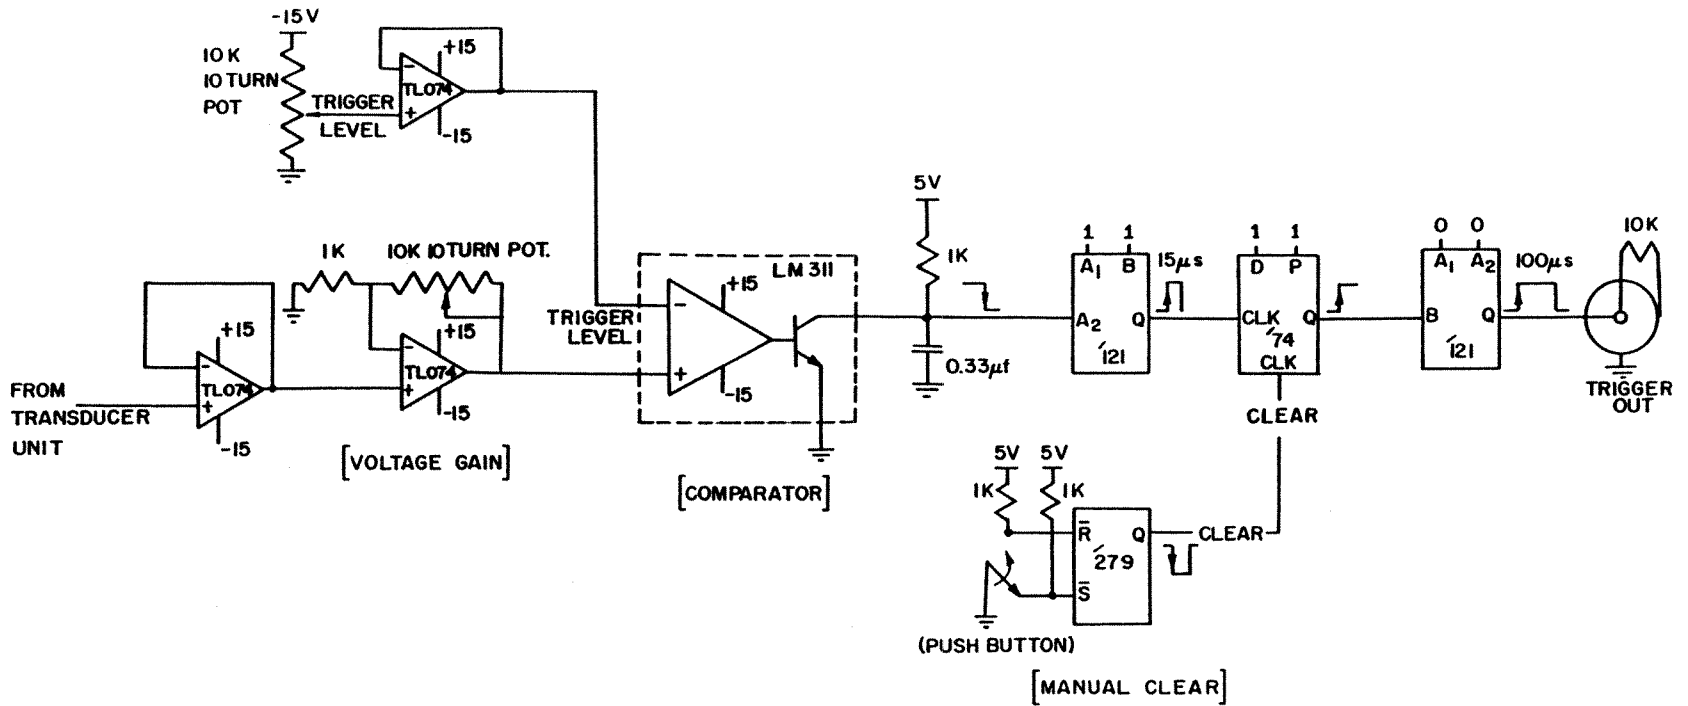 -15V
10K
10 TURN
POT
TRIGGER
LEVEL
-
TL074
+
+15
-15
FROM
TRANSDUCER
UNIT
-
TL074
+
+15
-15
1K
10K 10TURN POT.
-
TL074
+
+15
-15
[VOLTAGE GAIN]
TRIGGER
LEVEL
LM 311
-
+
+15
-15
[COMPARATOR]
5V
1K
0.33µf
1 1
A1 B
A2 Q
'121
15µs
1 1
D P
CLK Q
'74
CLK
CLEAR
0 0
A1 A2
B Q
'121
100µs
10K
TRIGGER
OUT
5V 5V
1K 1K
R̅ Q
'279
S̅
CLEAR
(PUSH BUTTON)
[MANUAL CLEAR]